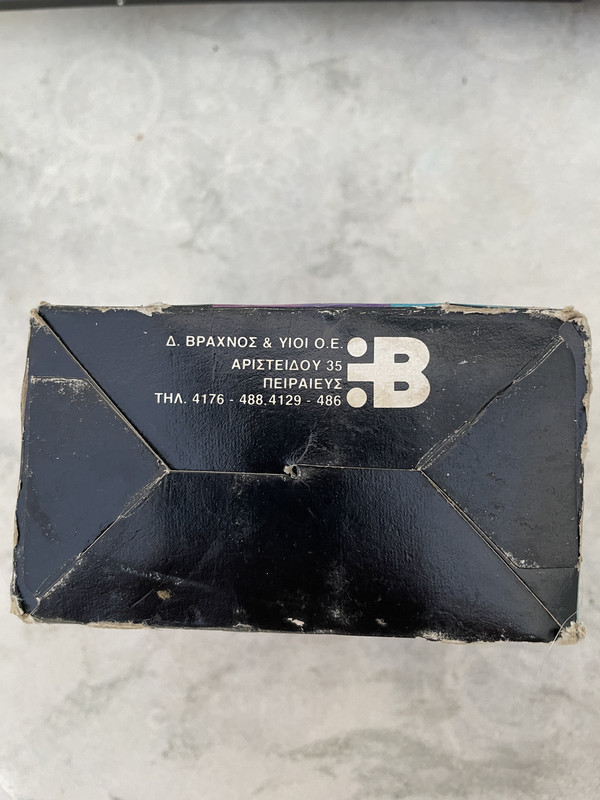 Δ. ΒΡΑΧΝΟΣ & ΥΙΟΙ Ο.Ε.
ΑΡΙΣΤΕΙΔΟΥ 35
ΠΕΙΡΑΙΕΥΣ
ΤΗΛ. 4176 - 488.4129 - 486
Β